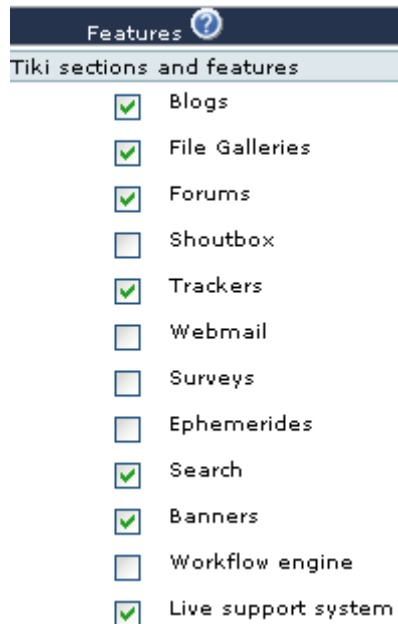 Features ?
Tiki sections and features
Blogs
File Galleries
Forums
Shoutbox
Trackers
Webmail
Surveys
Ephemerides
Search
Banners
Workflow engine
Live support system